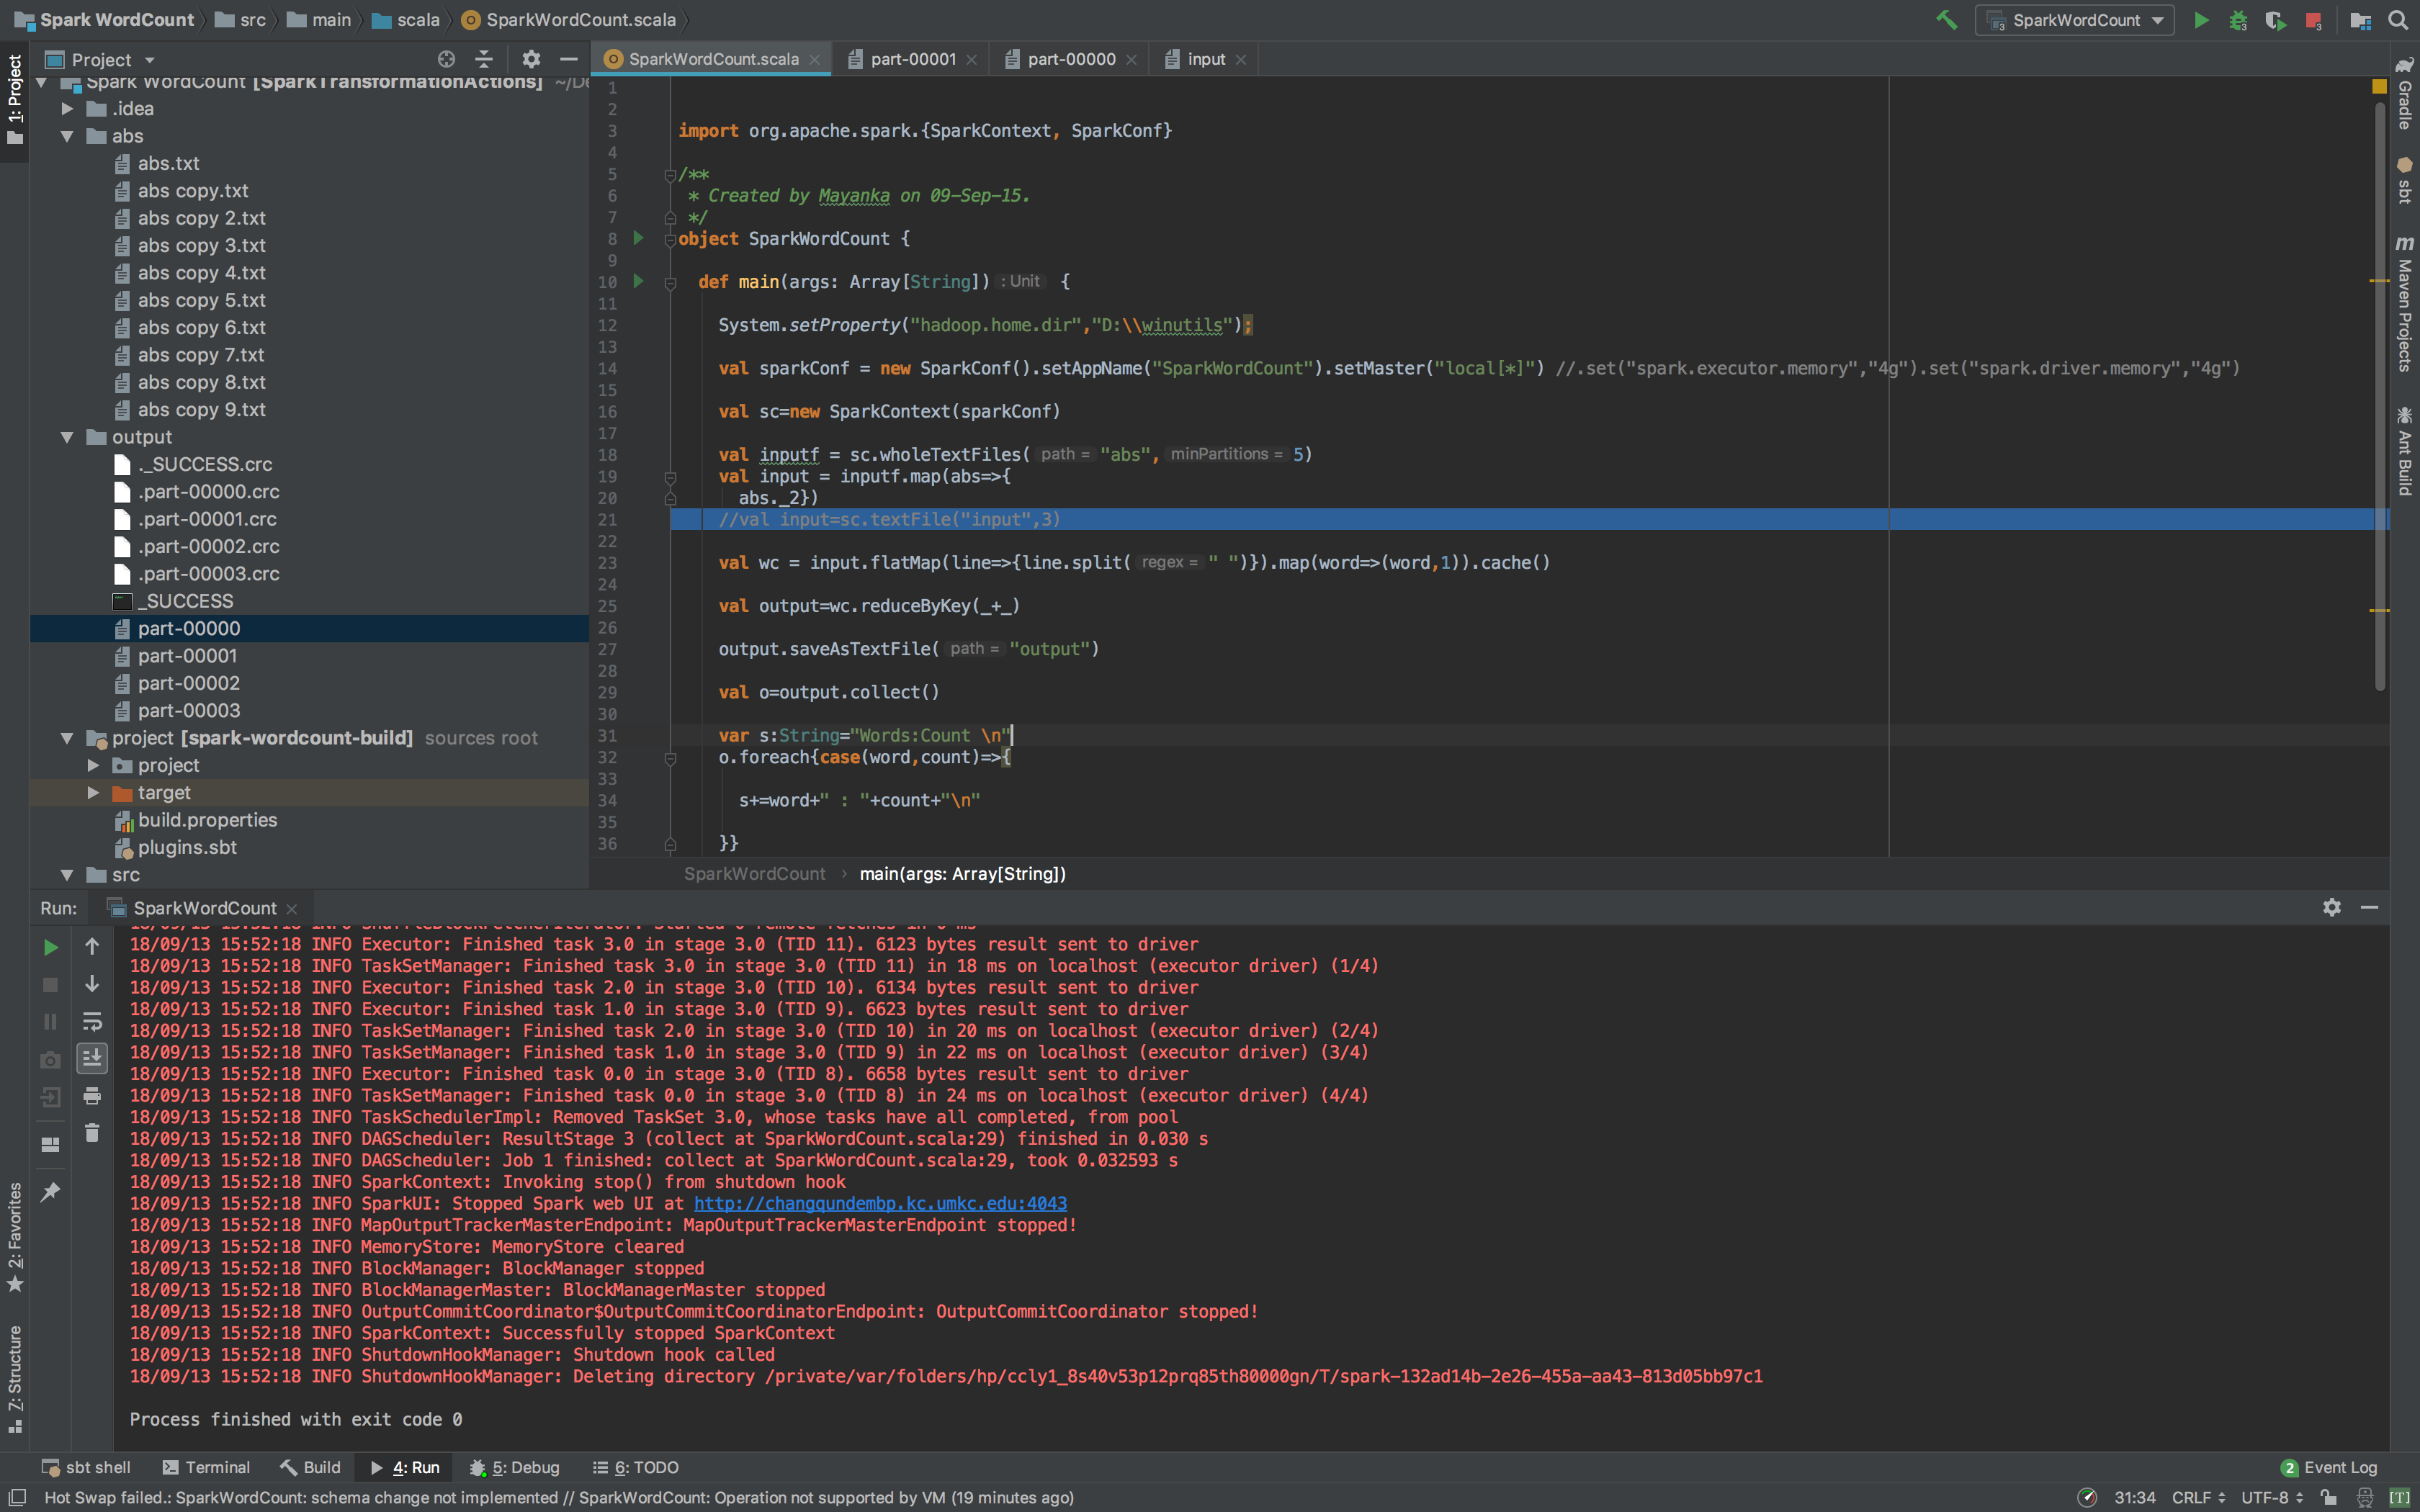 Spark WordCount
src
main
scala
SparkWordCount.scala
SparkWordCount
1: Project
Project
SparkWordCount.scala
part-00001
part-00000
input
Spark WordCount [SparkTransformationActions] ~/De
.idea
abs
abs.txt
abs copy.txt
abs copy 2.txt
abs copy 3.txt
abs copy 4.txt
abs copy 5.txt
abs copy 6.txt
abs copy 7.txt
abs copy 8.txt
abs copy 9.txt
output
._SUCCESS.crc
.part-00000.crc
.part-00001.crc
.part-00002.crc
.part-00003.crc
_SUCCESS
part-00000
part-00001
part-00002
part-00003
project [spark-wordcount-build] sources root
project
target
build.properties
plugins.sbt
src
1
2
3 import org.apache.spark.{SparkContext, SparkConf}
4
5 /**
6 * Created by Mayanka on 09-Sep-15.
7 */
8 object SparkWordCount {
9
10 def main(args: Array[String]) : Unit {
11
12 System.setProperty("hadoop.home.dir","D:\\winutils");
13
14 val sparkConf = new SparkConf().setAppName("SparkWordCount").setMaster("local[*]") //.set("spark.executor.memory","4g").set("spark.driver.memory","4g")
15
16 val sc=new SparkContext(sparkConf)
17
18 val inputf = sc.wholeTextFiles( path = "abs", minPartitions = 5)
19 val input = inputf.map(abs=>{
20 abs._2})
21 //val input=sc.textFile("input",3)
22
23 val wc = input.flatMap(line=>{line.split( regex = " ")}).map(word=>(word,1)).cache()
24
25 val output=wc.reduceByKey(_+_)
26
27 output.saveAsTextFile( path = "output")
28
29 val o=output.collect()
30
31 var s:String="Words:Count \n"
32 o.foreach{case(word,count)=>{
33
34 s+=word+" : "+count+"\n"
35
36 }}
SparkWordCount › main(args: Array[String])
Gradle
sbt
Maven Projects
Ant Build
Run: SparkWordCount
18/09/13 15:52:18 INFO ShuffleBlockFetcherIterator: Started 0 remote fetches in 0 ms
18/09/13 15:52:18 INFO Executor: Finished task 3.0 in stage 3.0 (TID 11). 6123 bytes result sent to driver
18/09/13 15:52:18 INFO TaskSetManager: Finished task 3.0 in stage 3.0 (TID 11) in 18 ms on localhost (executor driver) (1/4)
18/09/13 15:52:18 INFO Executor: Finished task 2.0 in stage 3.0 (TID 10). 6134 bytes result sent to driver
18/09/13 15:52:18 INFO Executor: Finished task 1.0 in stage 3.0 (TID 9). 6623 bytes result sent to driver
18/09/13 15:52:18 INFO TaskSetManager: Finished task 2.0 in stage 3.0 (TID 10) in 20 ms on localhost (executor driver) (2/4)
18/09/13 15:52:18 INFO TaskSetManager: Finished task 1.0 in stage 3.0 (TID 9) in 22 ms on localhost (executor driver) (3/4)
18/09/13 15:52:18 INFO Executor: Finished task 0.0 in stage 3.0 (TID 8). 6658 bytes result sent to driver
18/09/13 15:52:18 INFO TaskSetManager: Finished task 0.0 in stage 3.0 (TID 8) in 24 ms on localhost (executor driver) (4/4)
18/09/13 15:52:18 INFO TaskSchedulerImpl: Removed TaskSet 3.0, whose tasks have all completed, from pool
18/09/13 15:52:18 INFO DAGScheduler: ResultStage 3 (collect at SparkWordCount.scala:29) finished in 0.030 s
18/09/13 15:52:18 INFO DAGScheduler: Job 1 finished: collect at SparkWordCount.scala:29, took 0.032593 s
18/09/13 15:52:18 INFO SparkContext: Invoking stop() from shutdown hook
18/09/13 15:52:18 INFO SparkUI: Stopped Spark web UI at http://changqundembp.kc.umkc.edu:4043
18/09/13 15:52:18 INFO MapOutputTrackerMasterEndpoint: MapOutputTrackerMasterEndpoint stopped!
18/09/13 15:52:18 INFO MemoryStore: MemoryStore cleared
18/09/13 15:52:18 INFO BlockManager: BlockManager stopped
18/09/13 15:52:18 INFO BlockManagerMaster: BlockManagerMaster stopped
18/09/13 15:52:18 INFO OutputCommitCoordinator$OutputCommitCoordinatorEndpoint: OutputCommitCoordinator stopped!
18/09/13 15:52:18 INFO SparkContext: Successfully stopped SparkContext
18/09/13 15:52:18 INFO ShutdownHookManager: Shutdown hook called
18/09/13 15:52:18 INFO ShutdownHookManager: Deleting directory /private/var/folders/hp/ccly1_8s40v53p12prq85th80000gn/T/spark-132ad14b-2e26-455a-aa43-813d05bb97c1
Process finished with exit code 0
2: Favorites
7: Structure
sbt shell
Terminal
Build
4: Run
5: Debug
6: TODO
2 Event Log
Hot Swap failed.: SparkWordCount: schema change not implemented // SparkWordCount: Operation not supported by VM (19 minutes ago)
31:34 CRLF UTF-8 [T]